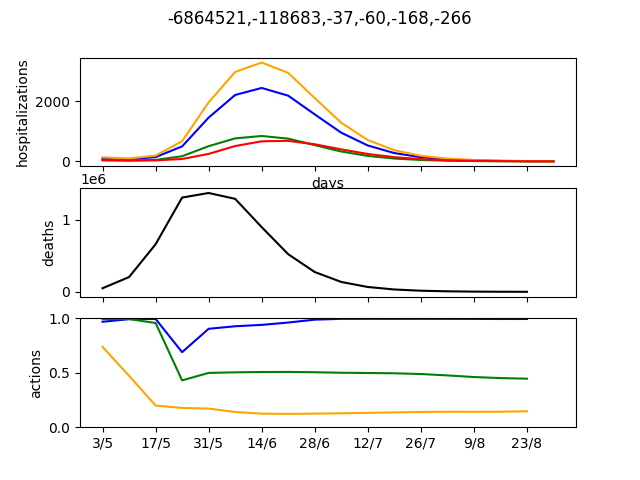 -6864521,-118683,-37,-60,-168,-266
hospitalizations
2000
0
days
1e6
deaths
1
0
actions
1.0
0.5
0.0
3/5 17/5 31/5 14/6 28/6 12/7 26/7 9/8 23/8